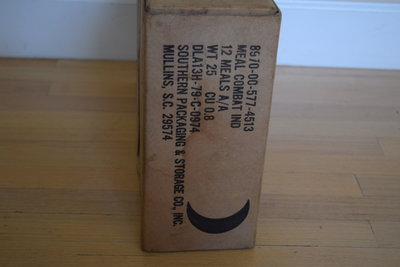 8970-00-577-4513
MEAL COMBAT IND
12 MEALS A/A
WT 25 CU 0.8
DLA13H-79-C-0974
SOUTHERN PACKAGING & STORAGE CO., INC.
MULLINS, S.C. 29574